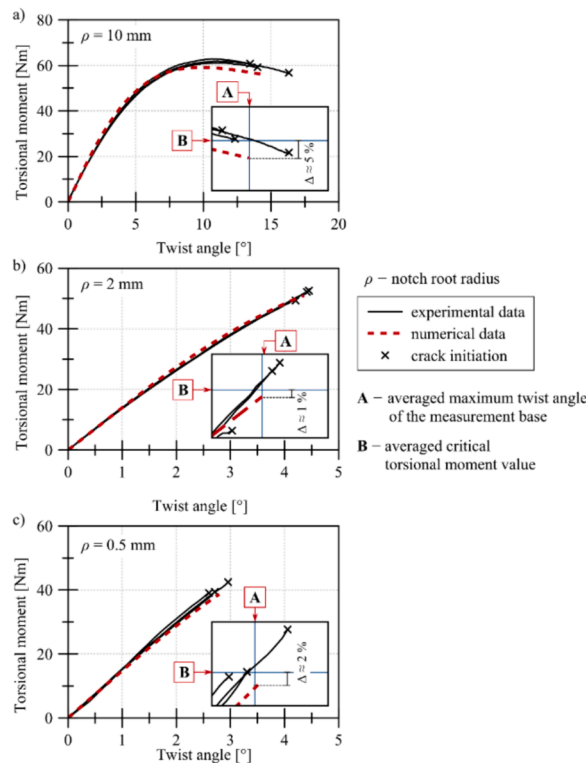 a)
ρ = 10 mm
Torsional moment [Nm]
80
60
40
20
0
0 5 10 15 20
Twist angle [°]
A
B
Δ ≈ 5 %
b)
ρ = 2 mm
Torsional moment [Nm]
60
40
20
0
0 1 2 3 4 5
Twist angle [°]
A
B
Δ ≈ 1 %
ρ – notch root radius
experimental data
numerical data
crack initiation
A – averaged maximum twist angle
of the measurement base
B – averaged critical
torsional moment value
c)
ρ = 0.5 mm
Torsional moment [Nm]
60
40
20
0
0 1 2 3 4 5
Twist angle [°]
A
B
Δ ≈ 2 %